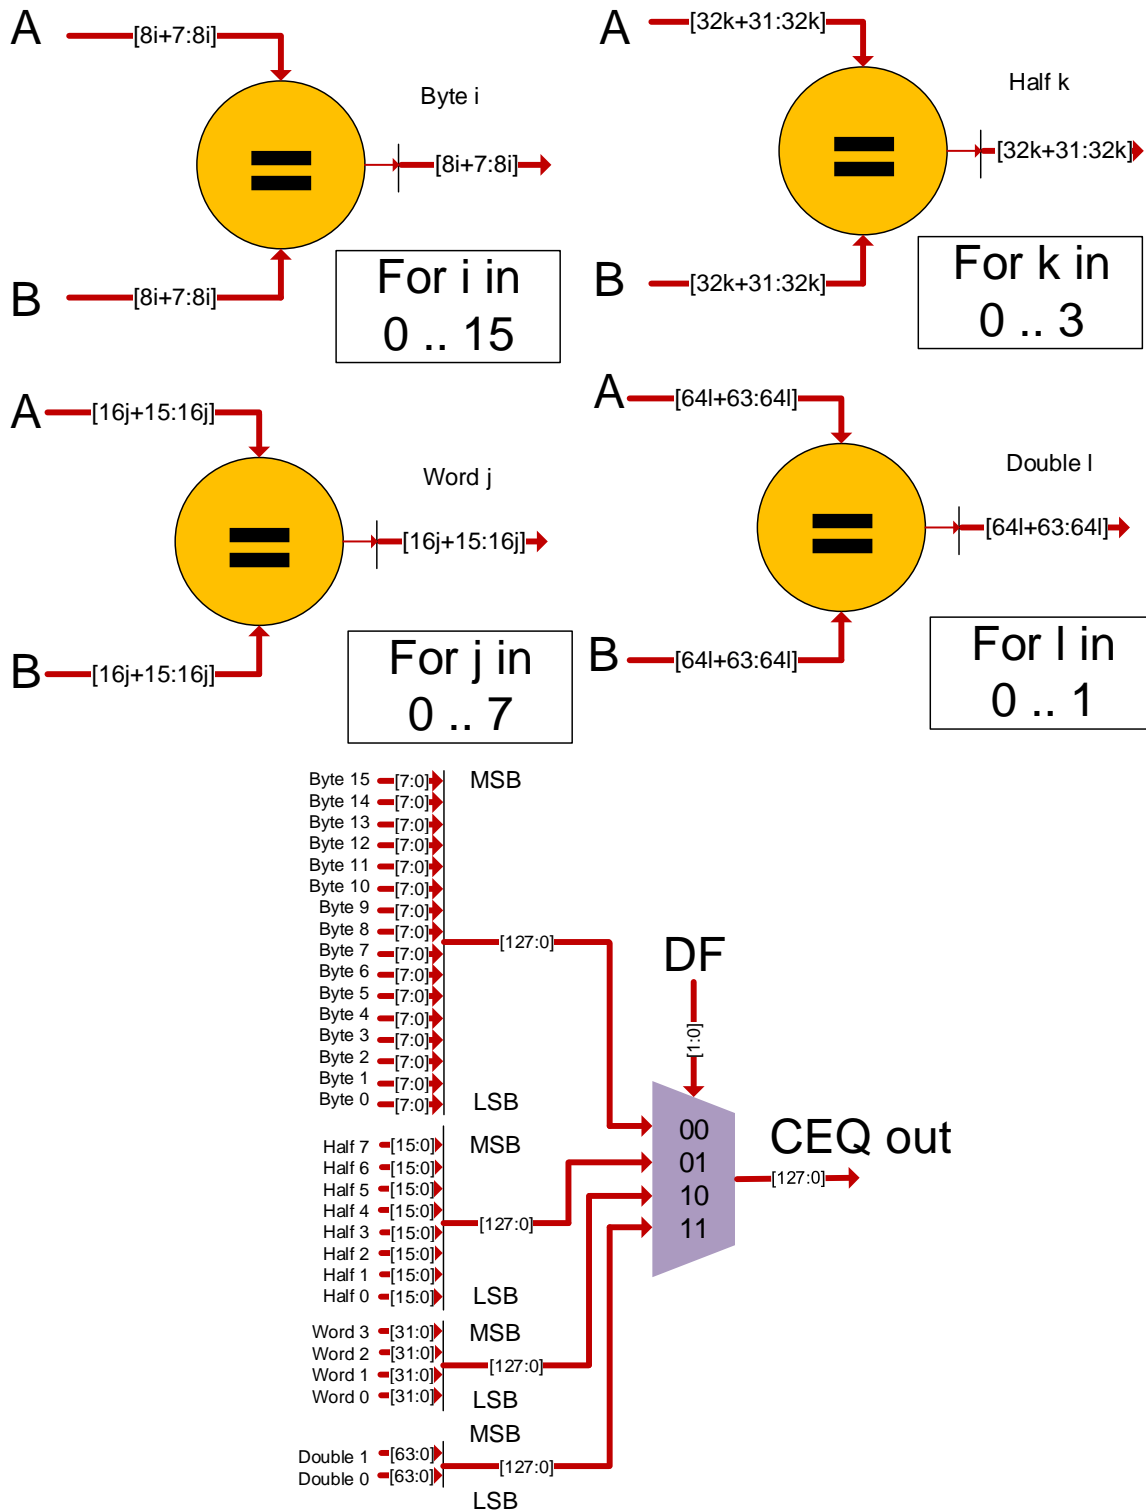 A
[8i+7:8i]
Byte i
[8i+7:8i]
=
B
[8i+7:8i]
For i in
0 .. 15
A
[32k+31:32k]
Half k
[32k+31:32k]
=
B
[32k+31:32k]
For k in
0 .. 3
A
[16j+15:16j]
Word j
[16j+15:16j]
=
B
[16j+15:16j]
For j in
0 .. 7
A
[64l+63:64l]
Double l
[64l+63:64l]
=
B
[64l+63:64l]
For l in
0 .. 1
Byte 15 [7:0] MSB
Byte 14 [7:0]
Byte 13 [7:0]
Byte 12 [7:0]
Byte 11 [7:0]
Byte 10 [7:0]
Byte 9 [7:0]
Byte 8 [7:0]
Byte 7 [7:0]
Byte 6 [7:0]
Byte 5 [7:0]
Byte 4 [7:0]
Byte 3 [7:0]
Byte 2 [7:0]
Byte 1 [7:0]
Byte 0 [7:0] LSB
[127:0]
Half 7 [15:0] MSB
Half 6 [15:0]
Half 5 [15:0]
Half 4 [15:0]
Half 3 [15:0]
Half 2 [15:0]
Half 1 [15:0]
Half 0 [15:0] LSB
[127:0]
Word 3 [31:0] MSB
Word 2 [31:0]
Word 1 [31:0]
Word 0 [31:0] LSB
[127:0]
MSB
Double 1 [63:0]
Double 0 [63:0]
[127:0]
LSB
DF
[1:0]
00
01
10
11
CEQ out
[127:0]